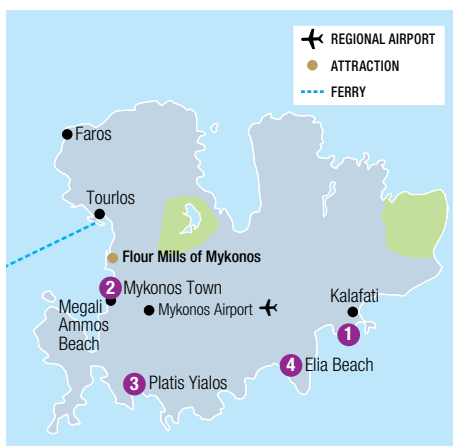 REGIONAL AIRPORT
ATTRACTION
FERRY
Faros
Tourlos
Flour Mills of Mykonos
2 Mykonos Town
Megali
Ammos
Beach
Mykonos Airport
Kalafati
1
4 Elia Beach
3 Platis Yialos